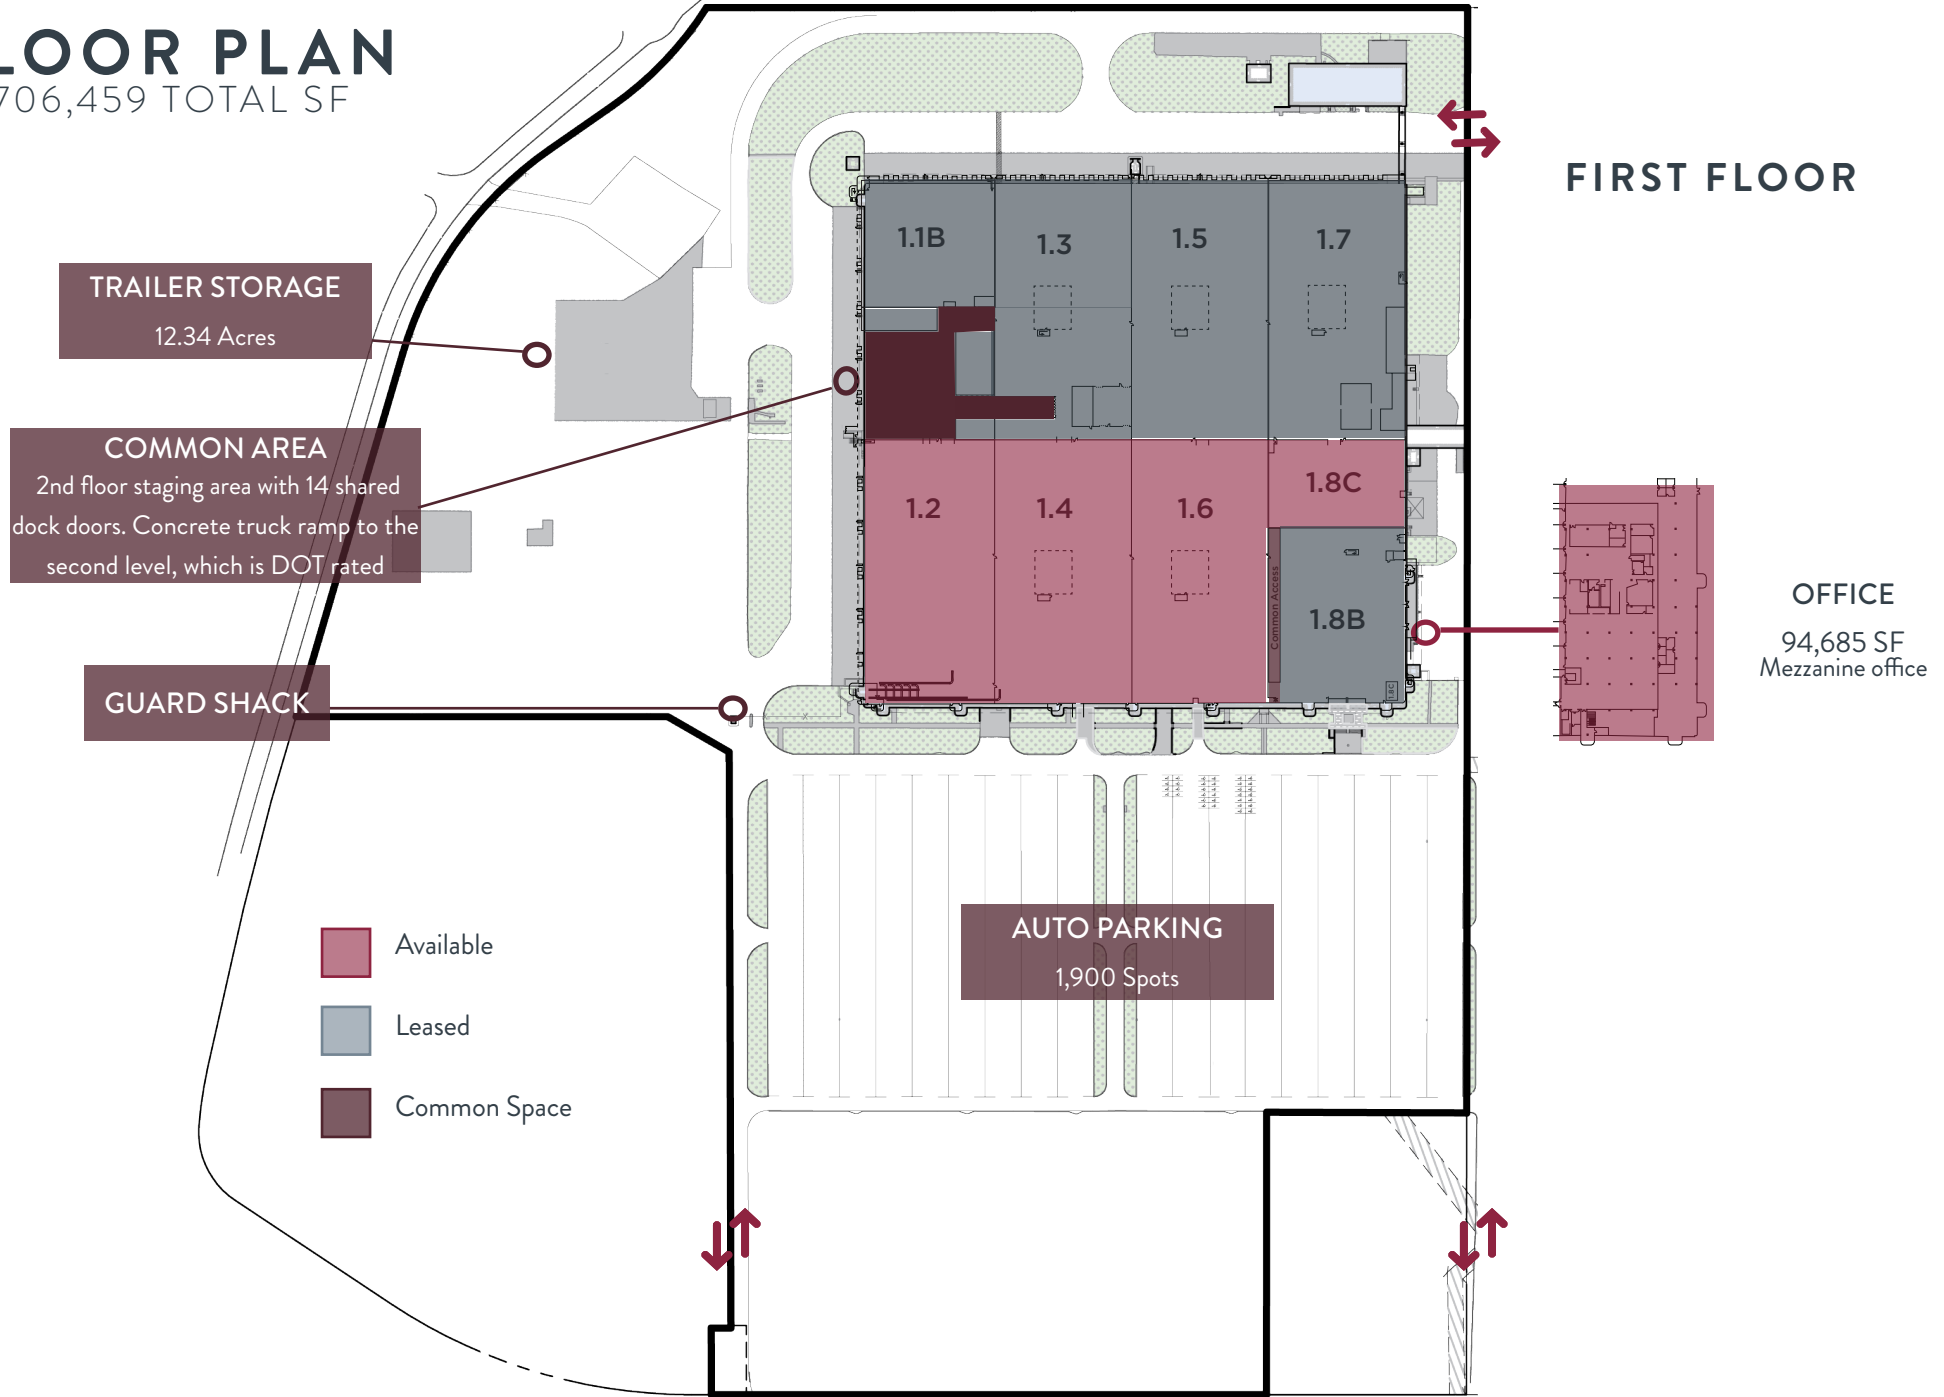 LOOR PLAN
706,459 TOTAL SF
FIRST FLOOR
TRAILER STORAGE
12.34 Acres
COMMON AREA
2nd floor staging area with 14 shared
dock doors. Concrete truck ramp to the
second level, which is DOT rated
GUARD SHACK
1.1B
1.3
1.5
1.7
1.2
1.4
1.6
1.8C
Common Access
1.8B
1.8C
OFFICE
94,685 SF
Mezzanine office
AUTO PARKING
1,900 Spots
Available
Leased
Common Space